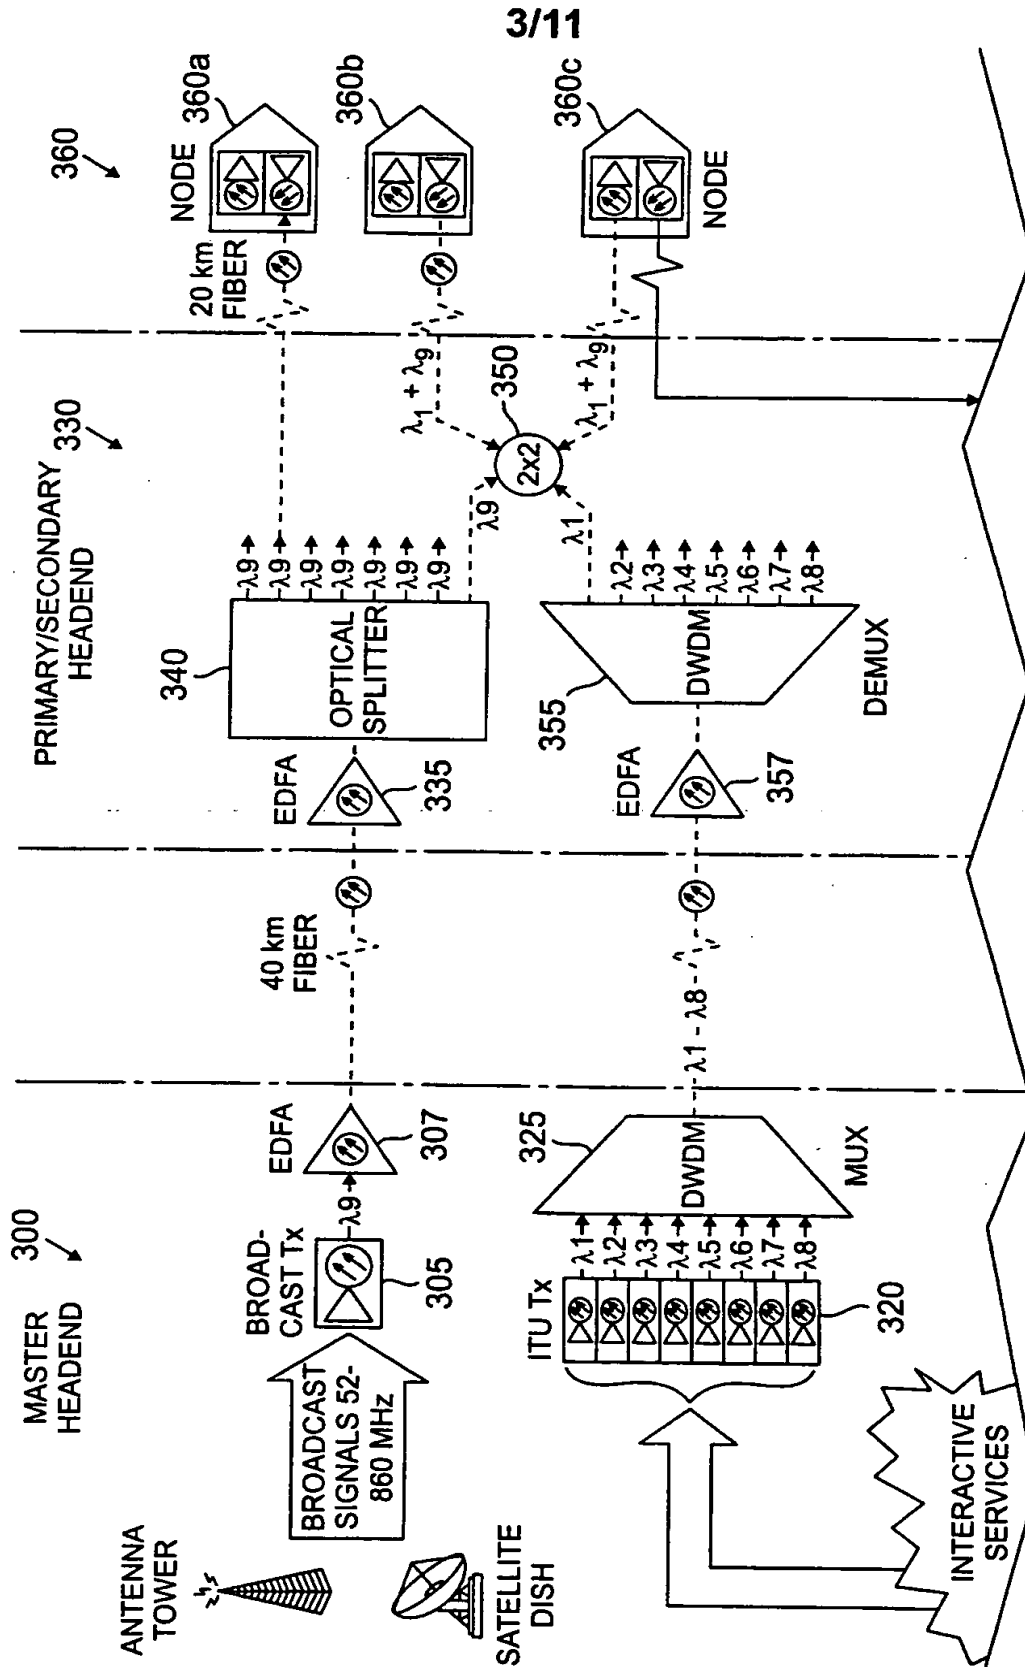 3/11
MASTER
HEADEND
300
PRIMARY/SECONDARY
HEADEND
330
360
ANTENNA
TOWER
SATELLITE
DISH
BROADCAST
SIGNALS 52-
860 MHz
BROAD-
CAST Tx
305
λ9
EDFA
307
40 km
FIBER
EDFA
335
340
OPTICAL
SPLITTER
λ9
λ9
λ9
λ9
λ9
λ9
λ9
λ9
20 km
FIBER
NODE
360a
360b
λ1 + λ9
350
2x2
λ1
λ1 + λ9
360c
NODE
INTERACTIVE
SERVICES
ITU Tx
320
λ1
λ2
λ3
λ4
λ5
λ6
λ7
λ8
325
DWDM
MUX
λ1 - λ8
EDFA
357
355
DWDM
DEMUX
λ2
λ3
λ4
λ5
λ6
λ7
λ8